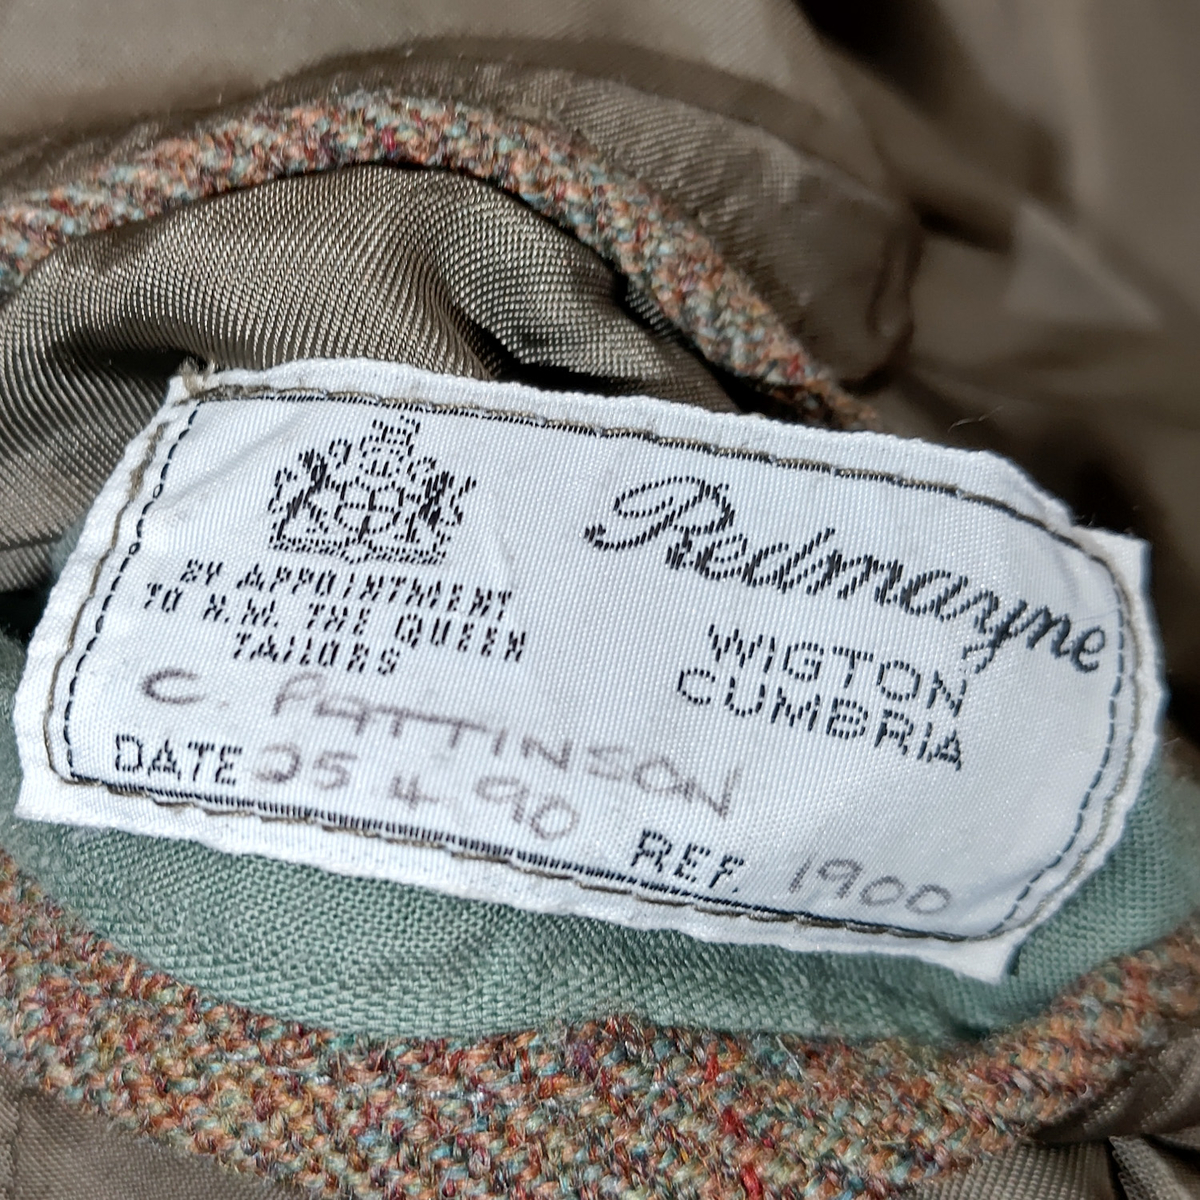 BY APPOINTMENT
TO H.M. THE QUEEN
TAILORS
Redmayne
WIGTON
CUMBRIA
C. PATTINSON
DATE 25 4 90
REF. 1900